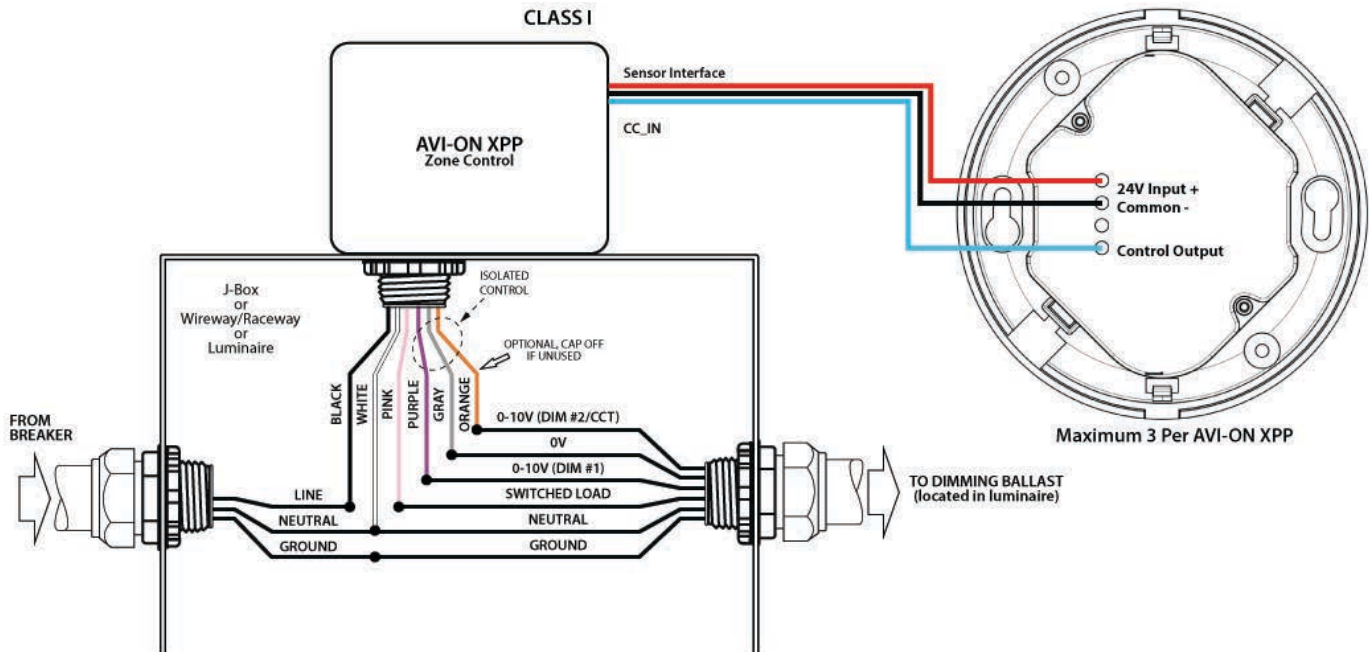 CLASS I
AVI-ON XPP
Zone Control
Sensor Interface
CC_IN
24V Input +
Common -
Control Output
Maximum 3 Per AVI-ON XPP
J-Box
or
Wireway/Raceway
or
Luminaire
ISOLATED
CONTROL
OPTIONAL, CAP OFF
IF UNUSED
BLACK
WHITE
PINK
PURPLE
GRAY
ORANGE
FROM
BREAKER
0-10V (DIM #2/CCT)
0V
0-10V (DIM #1)
LINE
SWITCHED LOAD
NEUTRAL
NEUTRAL
GROUND
GROUND
TO DIMMING BALLAST
(located in luminaire)